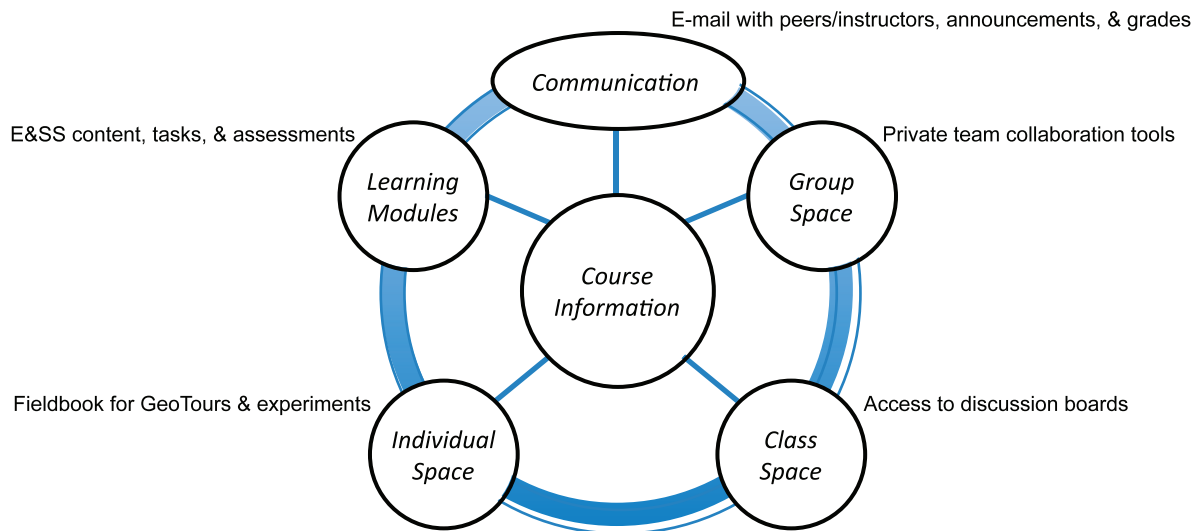 E-mail with peers/instructors, announcements, & grades
Communication
E&SS content, tasks, & assessments
Private team collaboration tools
Learning
Modules
Group
Space
Course
Information
Fieldbook for GeoTours & experiments
Access to discussion boards
Individual
Space
Class
Space